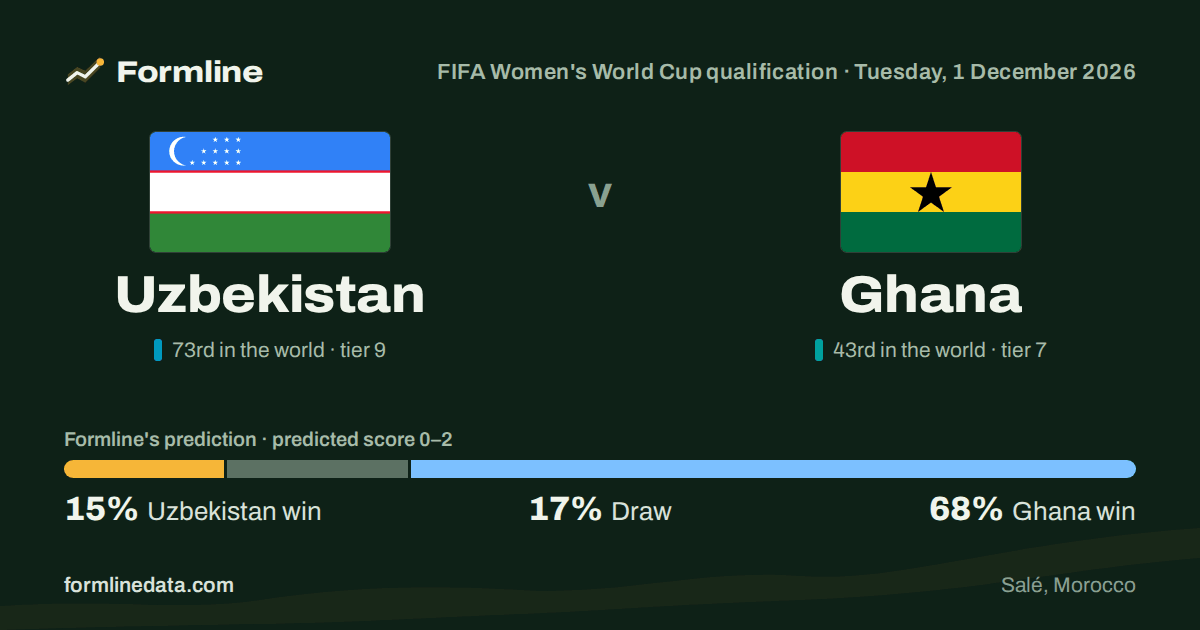 Formline
FIFA Women's World Cup qualification · Tuesday, 1 December 2026
v
Uzbekistan
Ghana
73rd in the world · tier 9
43rd in the world · tier 7
Formline's prediction · predicted score 0–2
15% Uzbekistan win
17% Draw
68% Ghana win
formlinedata.com
Salé, Morocco